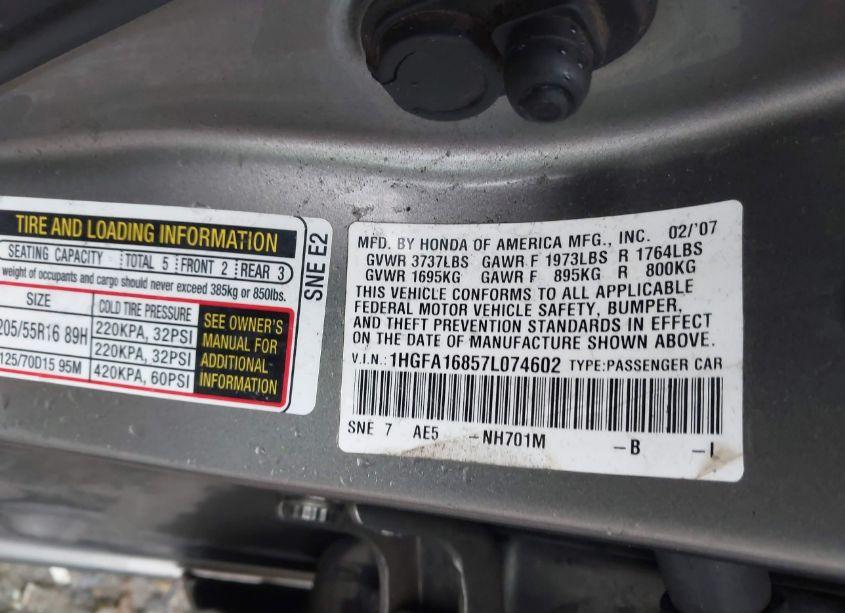 TIRE AND LOADING INFORMATION
SEATING CAPACITY TOTAL 5 FRONT 2 REAR 3
weight of occupants and cargo should never exceed 385kg or 850lbs.
SIZE COLD TIRE PRESSURE
205/55R16 89H 220KPA, 32PSI
220KPA, 32PSI
125/70D15 95M 420KPA, 60PSI
SEE OWNER'S
MANUAL FOR
ADDITIONAL
INFORMATION
SNE E2
MFD. BY HONDA OF AMERICA MFG., INC. 02/'07
GVWR 3737LBS GAWR F 1973LBS R 1764LBS
GVWR 1695KG GAWR F 895KG R 800KG
THIS VEHICLE CONFORMS TO ALL APPLICABLE
FEDERAL MOTOR VEHICLE SAFETY, BUMPER,
AND THEFT PREVENTION STANDARDS IN EFFECT
ON THE DATE OF MANUFACTURE SHOWN ABOVE.
V.I.N.: 1HGFA16857L074602 TYPE:PASSENGER CAR
SNE 7 AE5 -NH701M -B -I